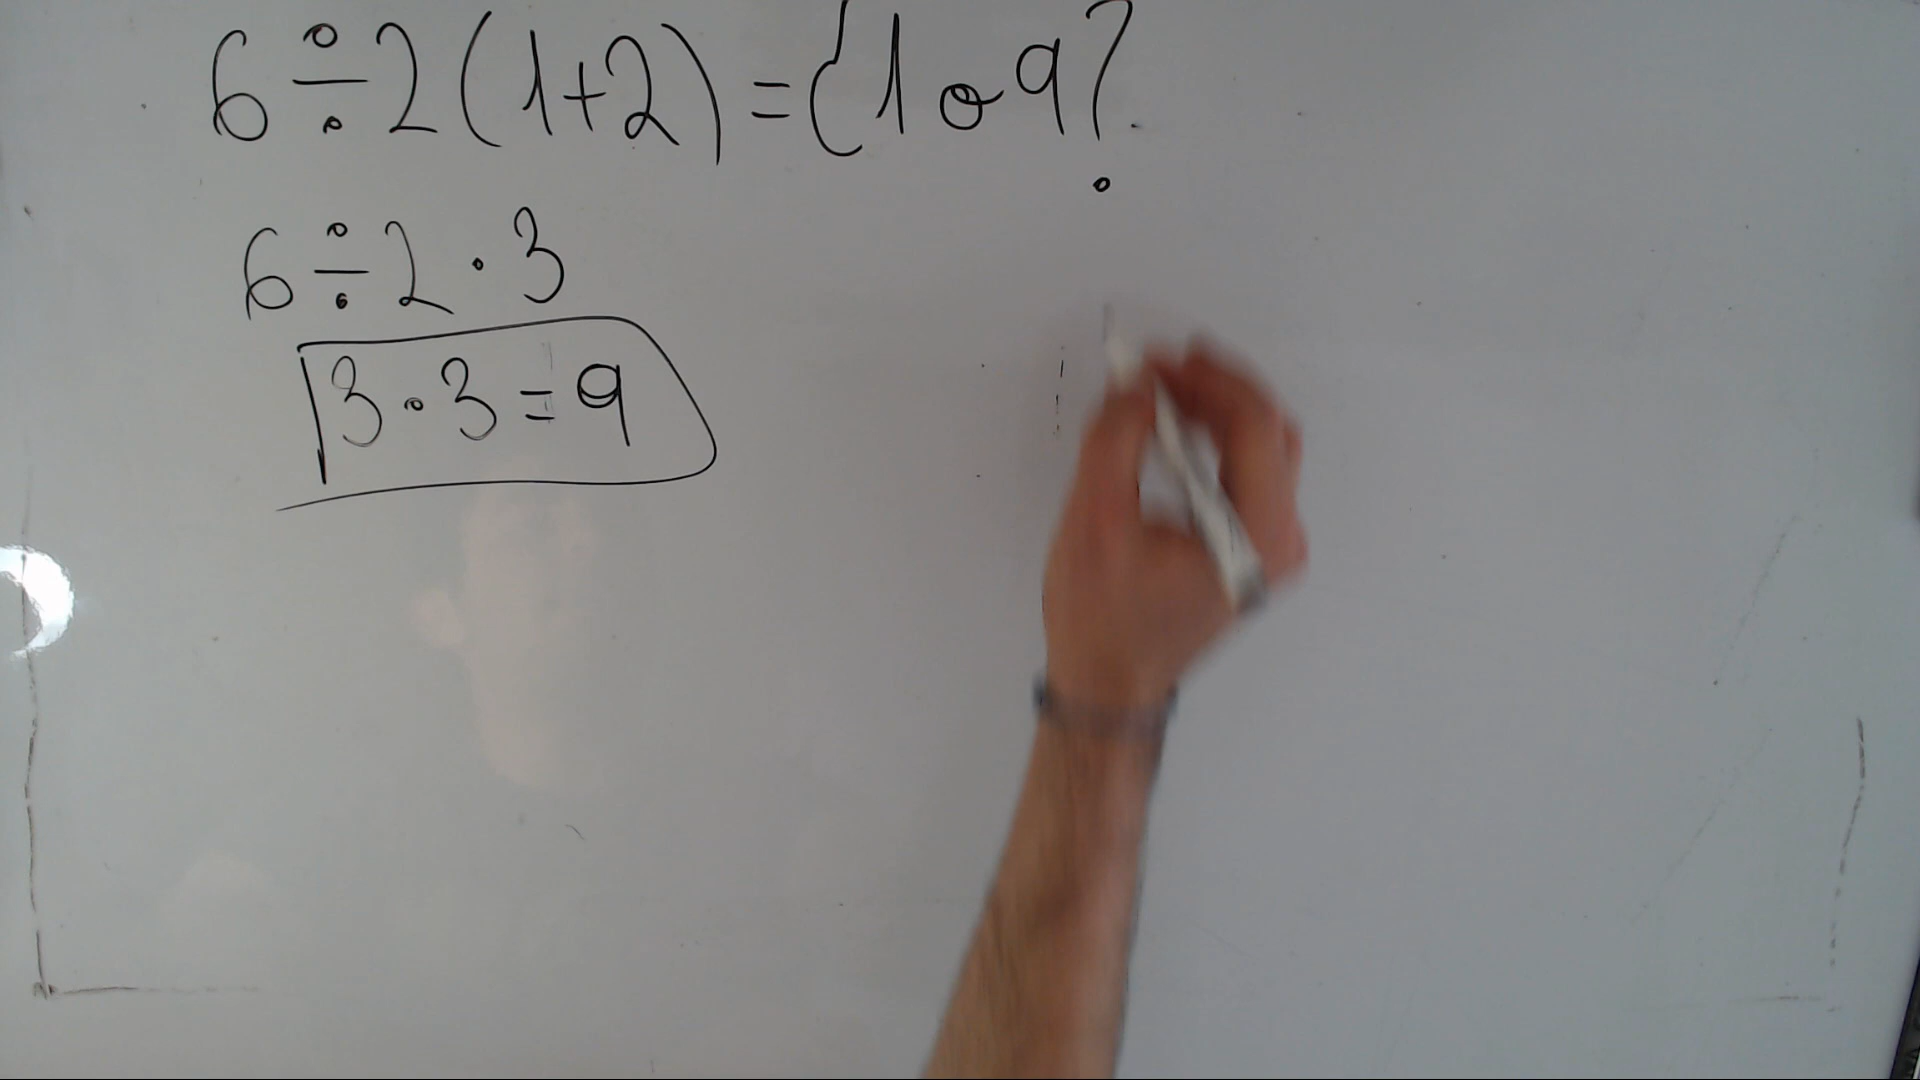 6 ÷ 2 (1+2) = {1 o 9?
6 ÷ 2 · 3
3 · 3 = 9